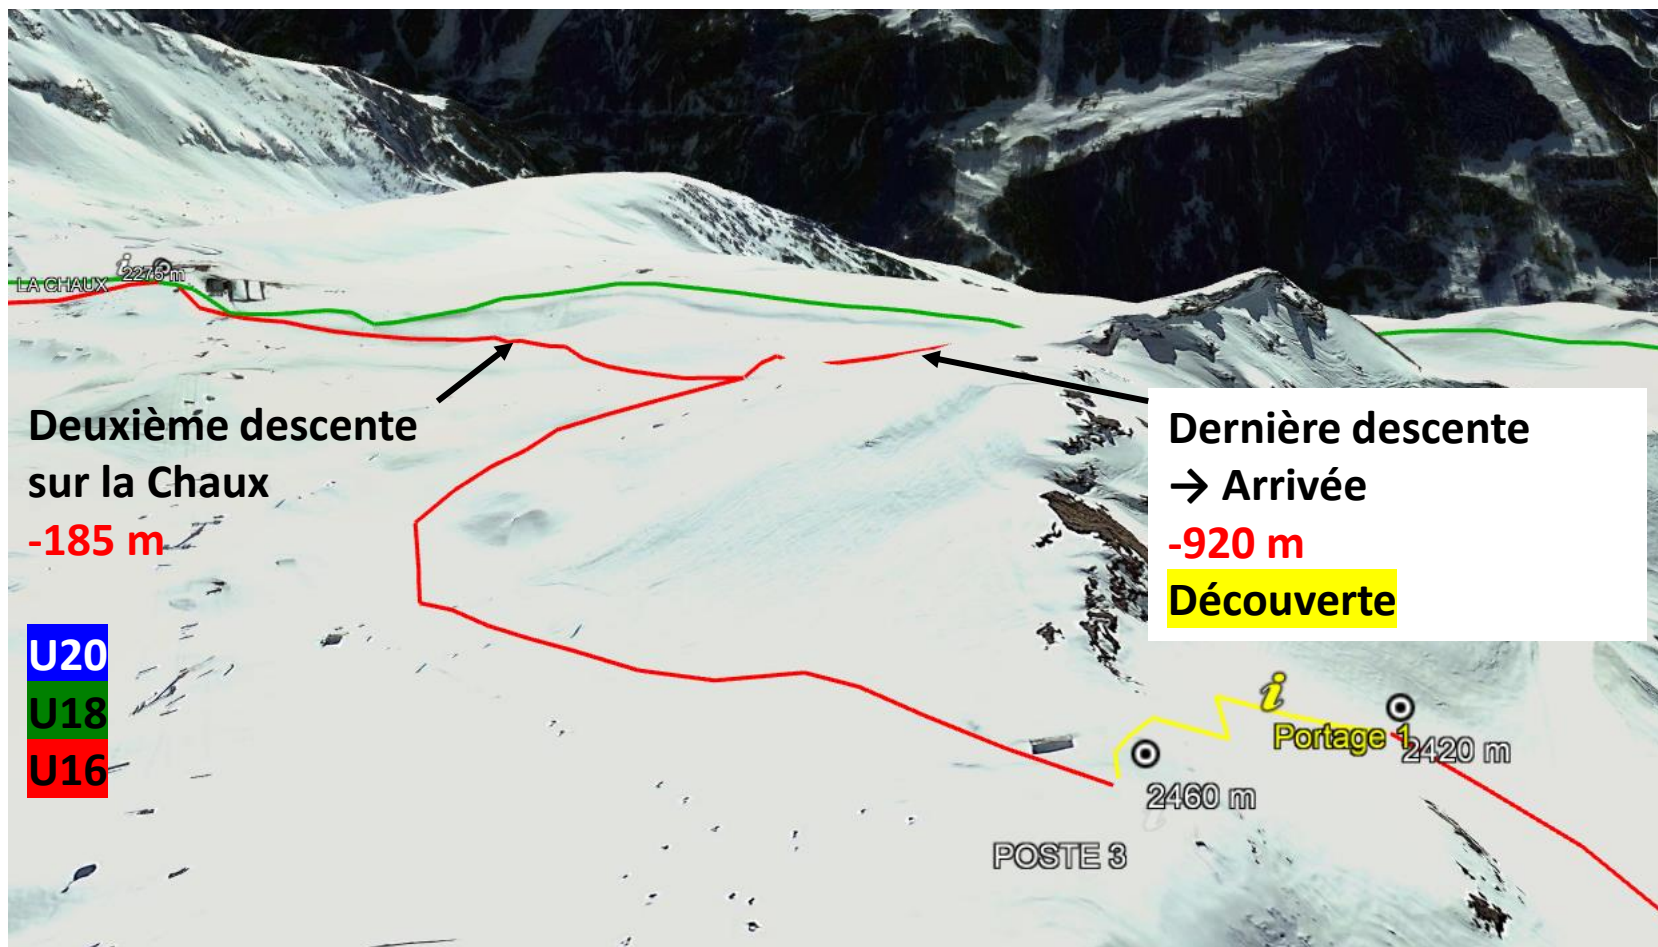 LA CHAUX
2275 m
Deuxième descente
sur la Chaux
-185 m
Dernière descente
→ Arrivée
-920 m
Découverte
U20
U18
U16
i
Portage 1
2420 m
2460 m
POSTE 3